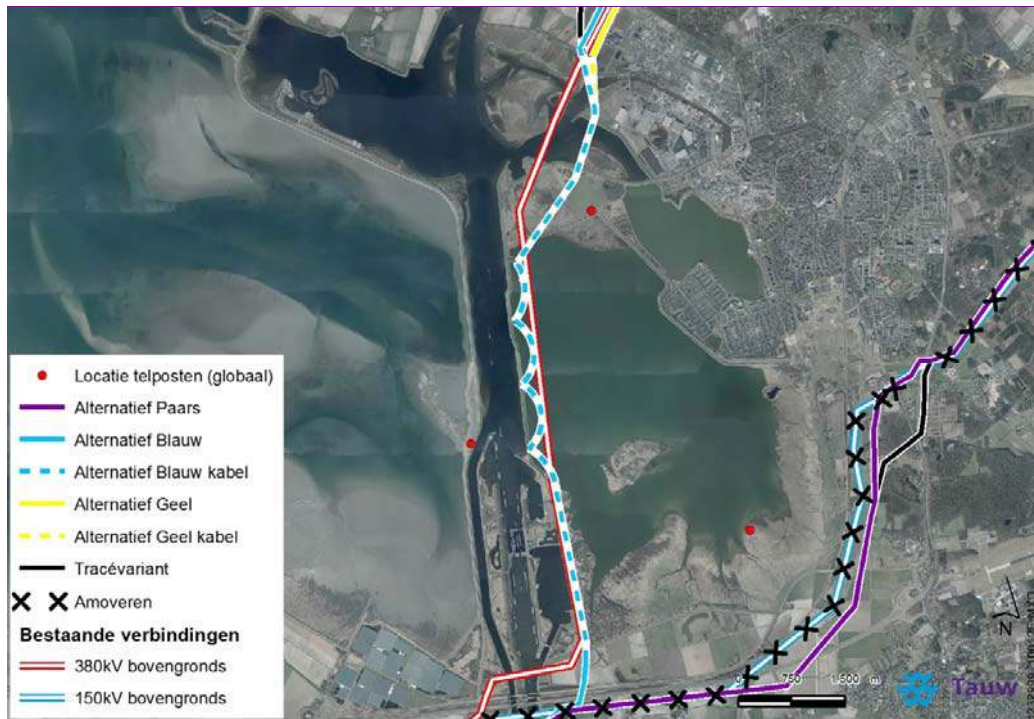 Locatie telposten (globaal)
Alternatief Paars
Alternatief Blauw
Alternatief Blauw kabel
Alternatief Geel
Alternatief Geel kabel
Tracévariant
Amoveren
Bestaande verbindingen
380kV bovengronds
150kV bovengronds
N
0 750 1.500 m
Tauw